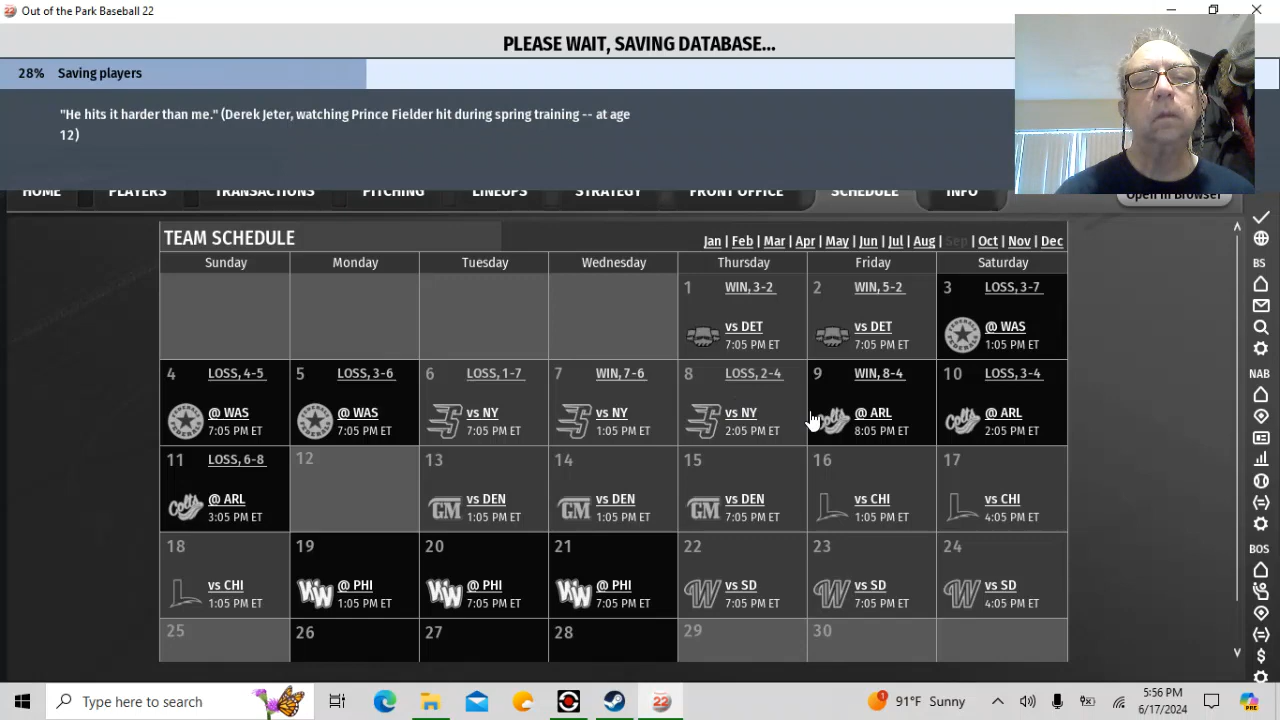 Out of the Park Baseball 22
PLEASE WAIT, SAVING DATABASE...
28% Saving players
"He hits it harder than me." (Derek Jeter, watching Prince Fielder hit during spring training -- at age
12)
HOME PLAYERS TRANSACTIONS PITCHING LINEUPS STRATEGY FRONT OFFICE SCHEDULE INFO Open in Browser
TEAM SCHEDULE Jan | Feb | Mar | Apr | May | Jun | Jul | Aug | Sep | Oct | Nov | Dec
Sunday Monday Tuesday Wednesday Thursday Friday Saturday
1 WIN, 3-2 2 WIN, 5-2 3 LOSS, 3-7
vs DET vs DET @ WAS
7:05 PM ET 7:05 PM ET 1:05 PM ET
4 LOSS, 4-5 5 LOSS, 3-6 6 LOSS, 1-7 7 WIN, 7-6 8 LOSS, 2-4 9 WIN, 8-4 10 LOSS, 3-4
@ WAS @ WAS vs NY vs NY vs NY @ ARL @ ARL
7:05 PM ET 7:05 PM ET 7:05 PM ET 1:05 PM ET 2:05 PM ET 8:05 PM ET 2:05 PM ET
11 LOSS, 6-8 12 13 14 15 16 17
@ ARL vs DEN vs DEN vs DEN vs CHI vs CHI
3:05 PM ET 1:05 PM ET 1:05 PM ET 7:05 PM ET 1:05 PM ET 4:05 PM ET
18 19 20 21 22 23 24
vs CHI @ PHI @ PHI @ PHI vs SD vs SD vs SD
1:05 PM ET 1:05 PM ET 7:05 PM ET 7:05 PM ET 7:05 PM ET 7:05 PM ET 4:05 PM ET
25 26 27 28 29 30
BS
NAB
BOS
Type here to search
22
1
91°F Sunny
5:56 PM
6/17/2024